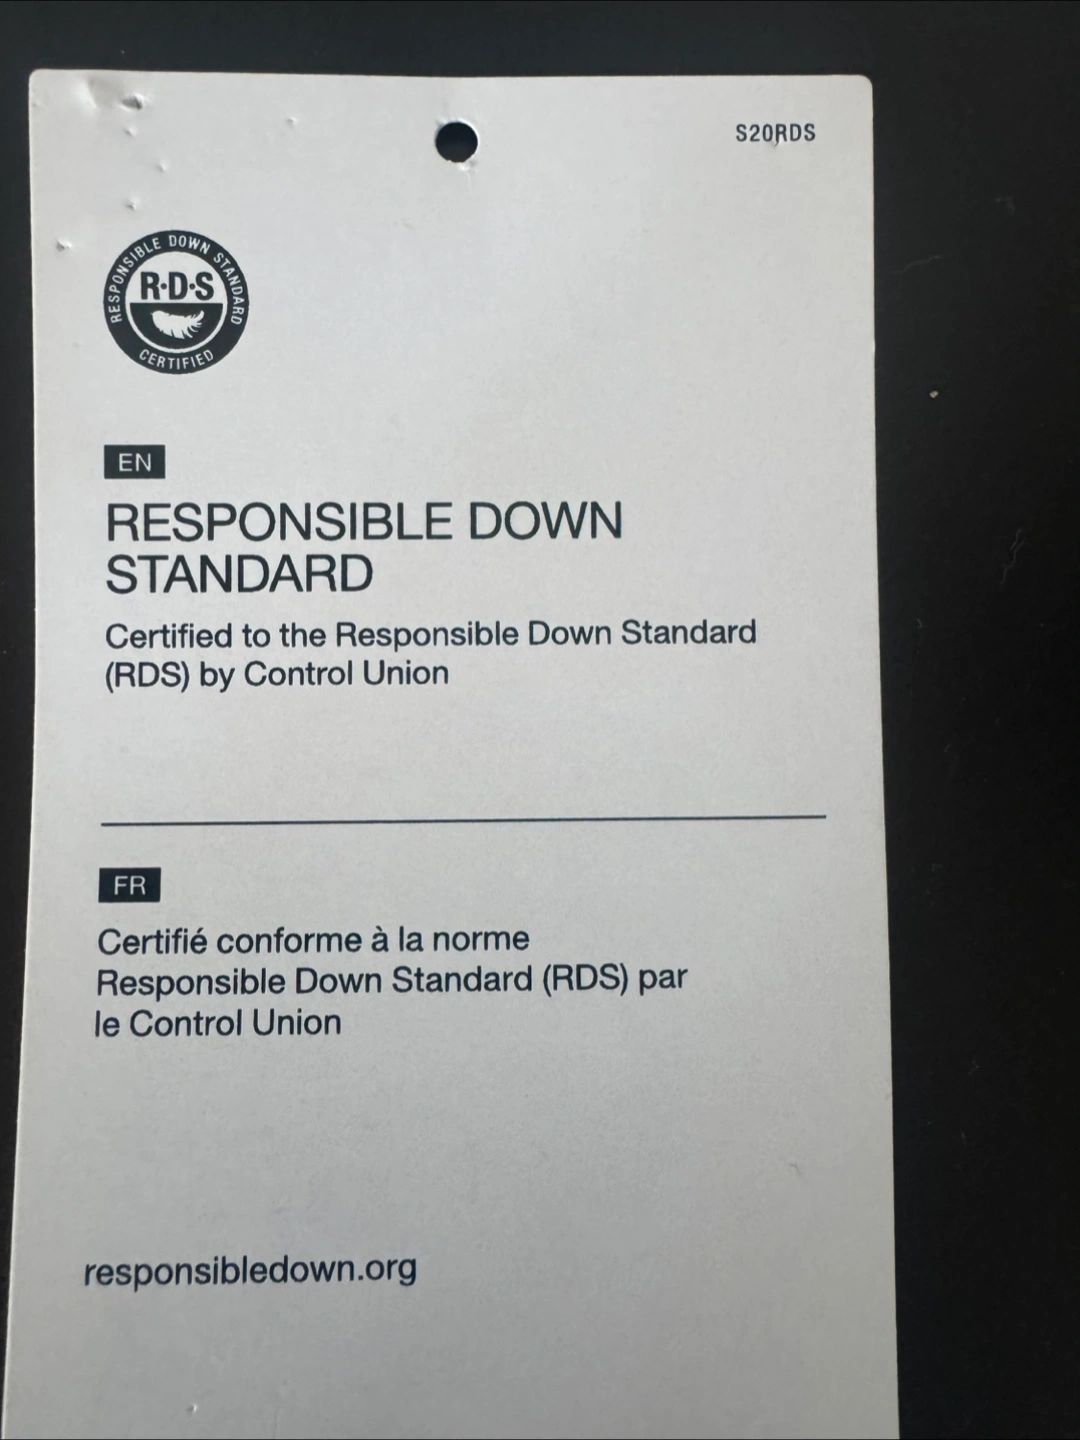 S20RDS
RESPONSIBLE DOWN STANDARD
R·D·S
CERTIFIED
EN
RESPONSIBLE DOWN
STANDARD
Certified to the Responsible Down Standard
(RDS) by Control Union
FR
Certifié conforme à la norme
Responsible Down Standard (RDS) par
le Control Union
responsibledown.org